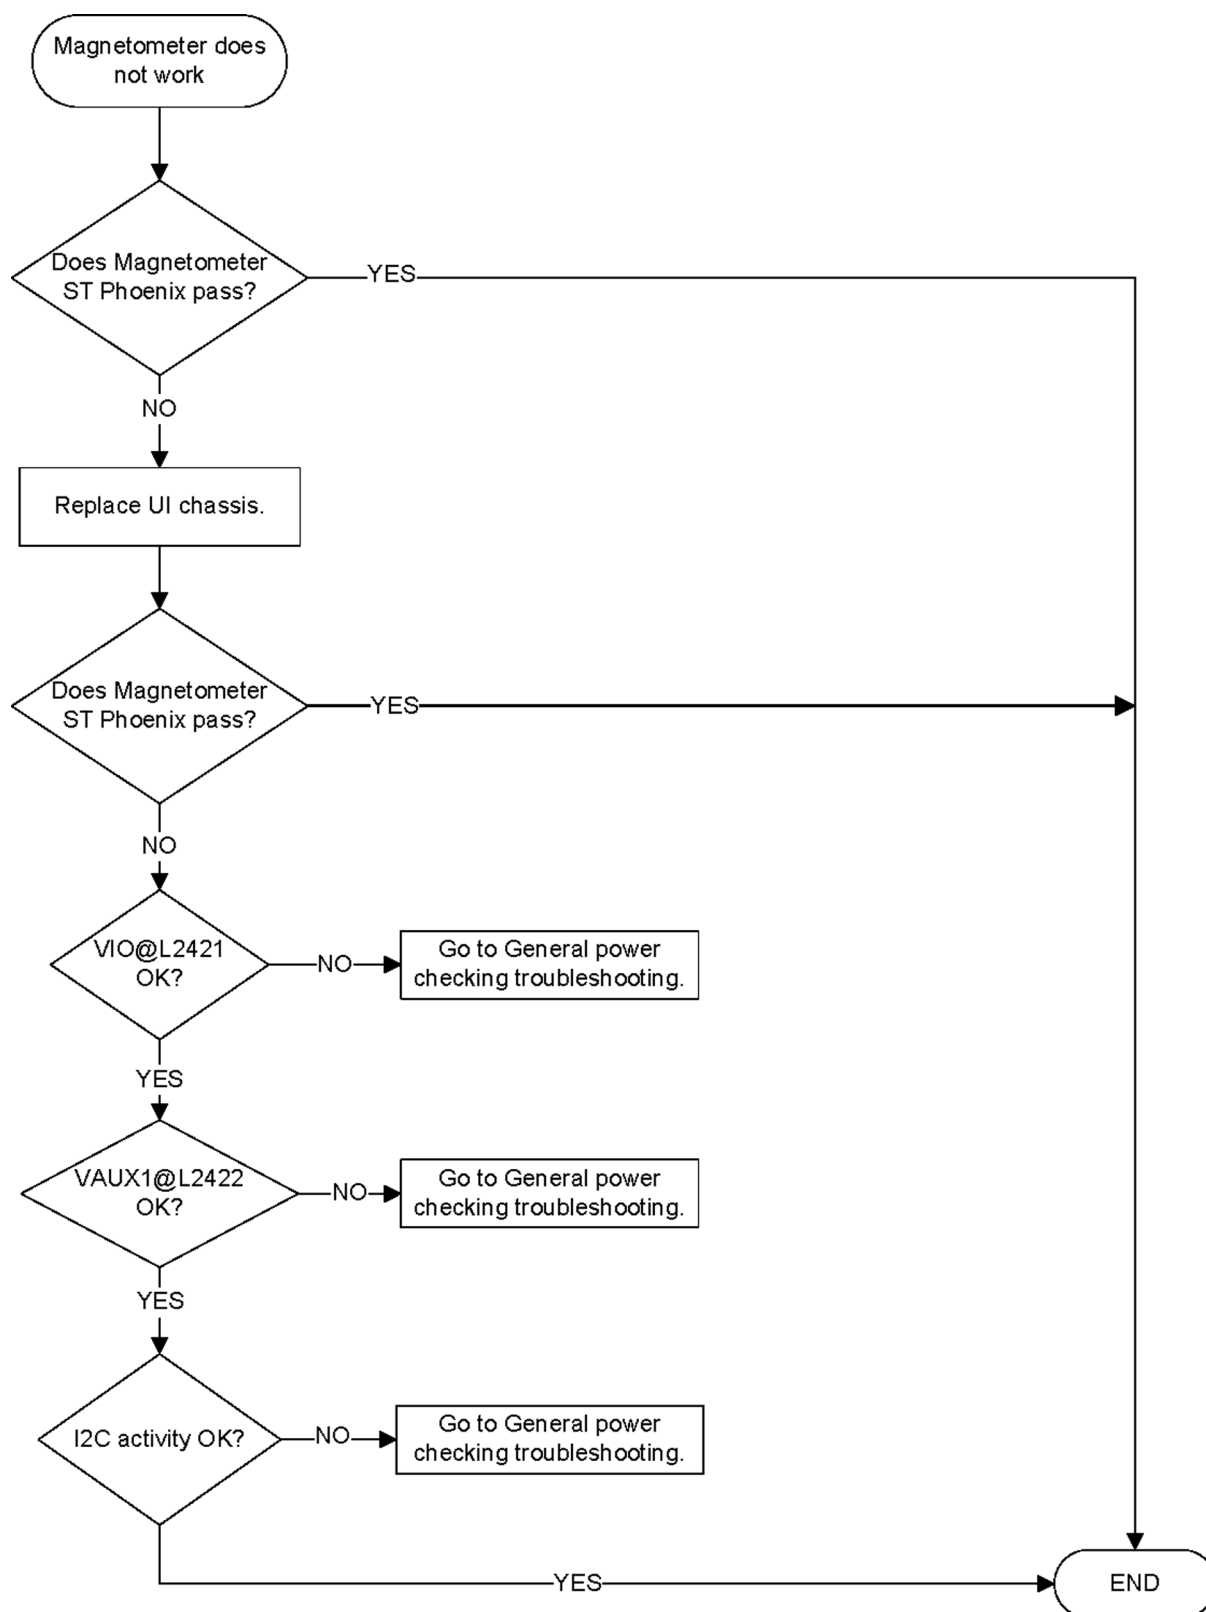 Magnetometer does
not work
Does Magnetometer
ST Phoenix pass?
YES
NO
Replace UI chassis.
Does Magnetometer
ST Phoenix pass?
YES
NO
VIO@L2421
OK?
NO
Go to General power
checking troubleshooting.
YES
VAUX1@L2422
OK?
NO
Go to General power
checking troubleshooting.
YES
I2C activity OK?
NO
Go to General power
checking troubleshooting.
YES
END